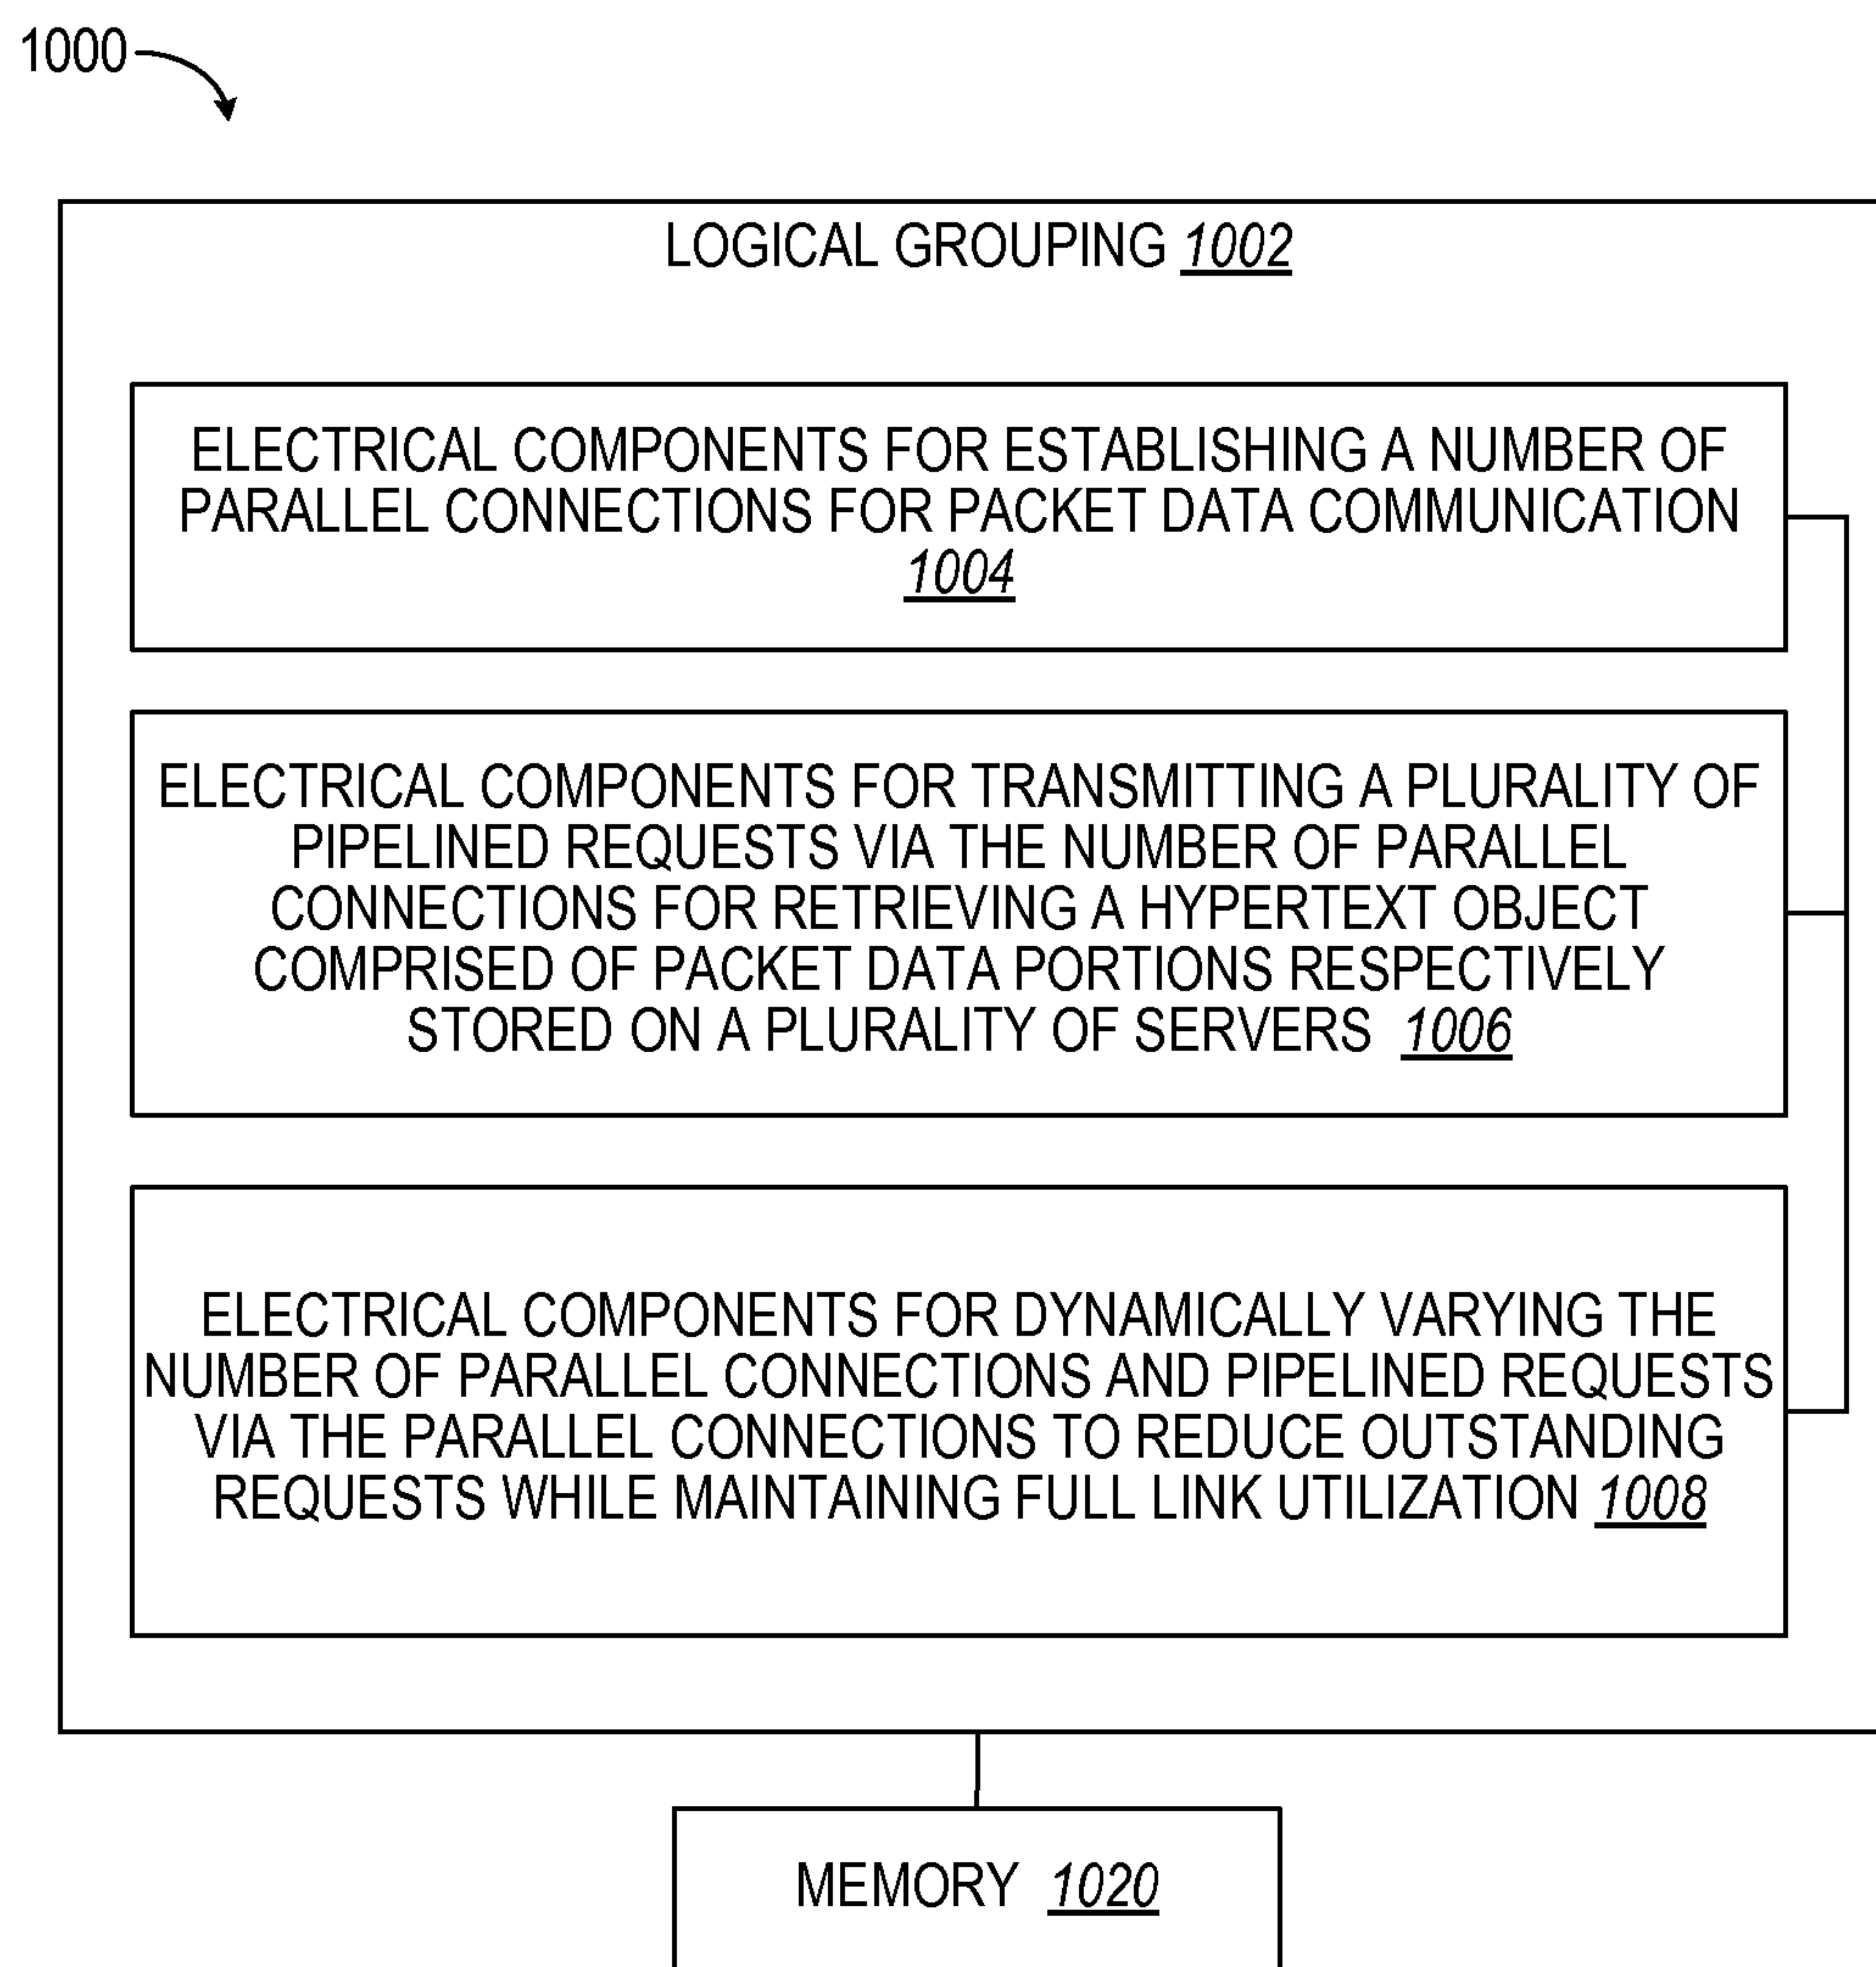 1000
LOGICAL GROUPING 1002
ELECTRICAL COMPONENTS FOR ESTABLISHING A NUMBER OF
PARALLEL CONNECTIONS FOR PACKET DATA COMMUNICATION
1004
ELECTRICAL COMPONENTS FOR TRANSMITTING A PLURALITY OF
PIPELINED REQUESTS VIA THE NUMBER OF PARALLEL
CONNECTIONS FOR RETRIEVING A HYPERTEXT OBJECT
COMPRISED OF PACKET DATA PORTIONS RESPECTIVELY
STORED ON A PLURALITY OF SERVERS 1006
ELECTRICAL COMPONENTS FOR DYNAMICALLY VARYING THE
NUMBER OF PARALLEL CONNECTIONS AND PIPELINED REQUESTS
VIA THE PARALLEL CONNECTIONS TO REDUCE OUTSTANDING
REQUESTS WHILE MAINTAINING FULL LINK UTILIZATION 1008
MEMORY 1020